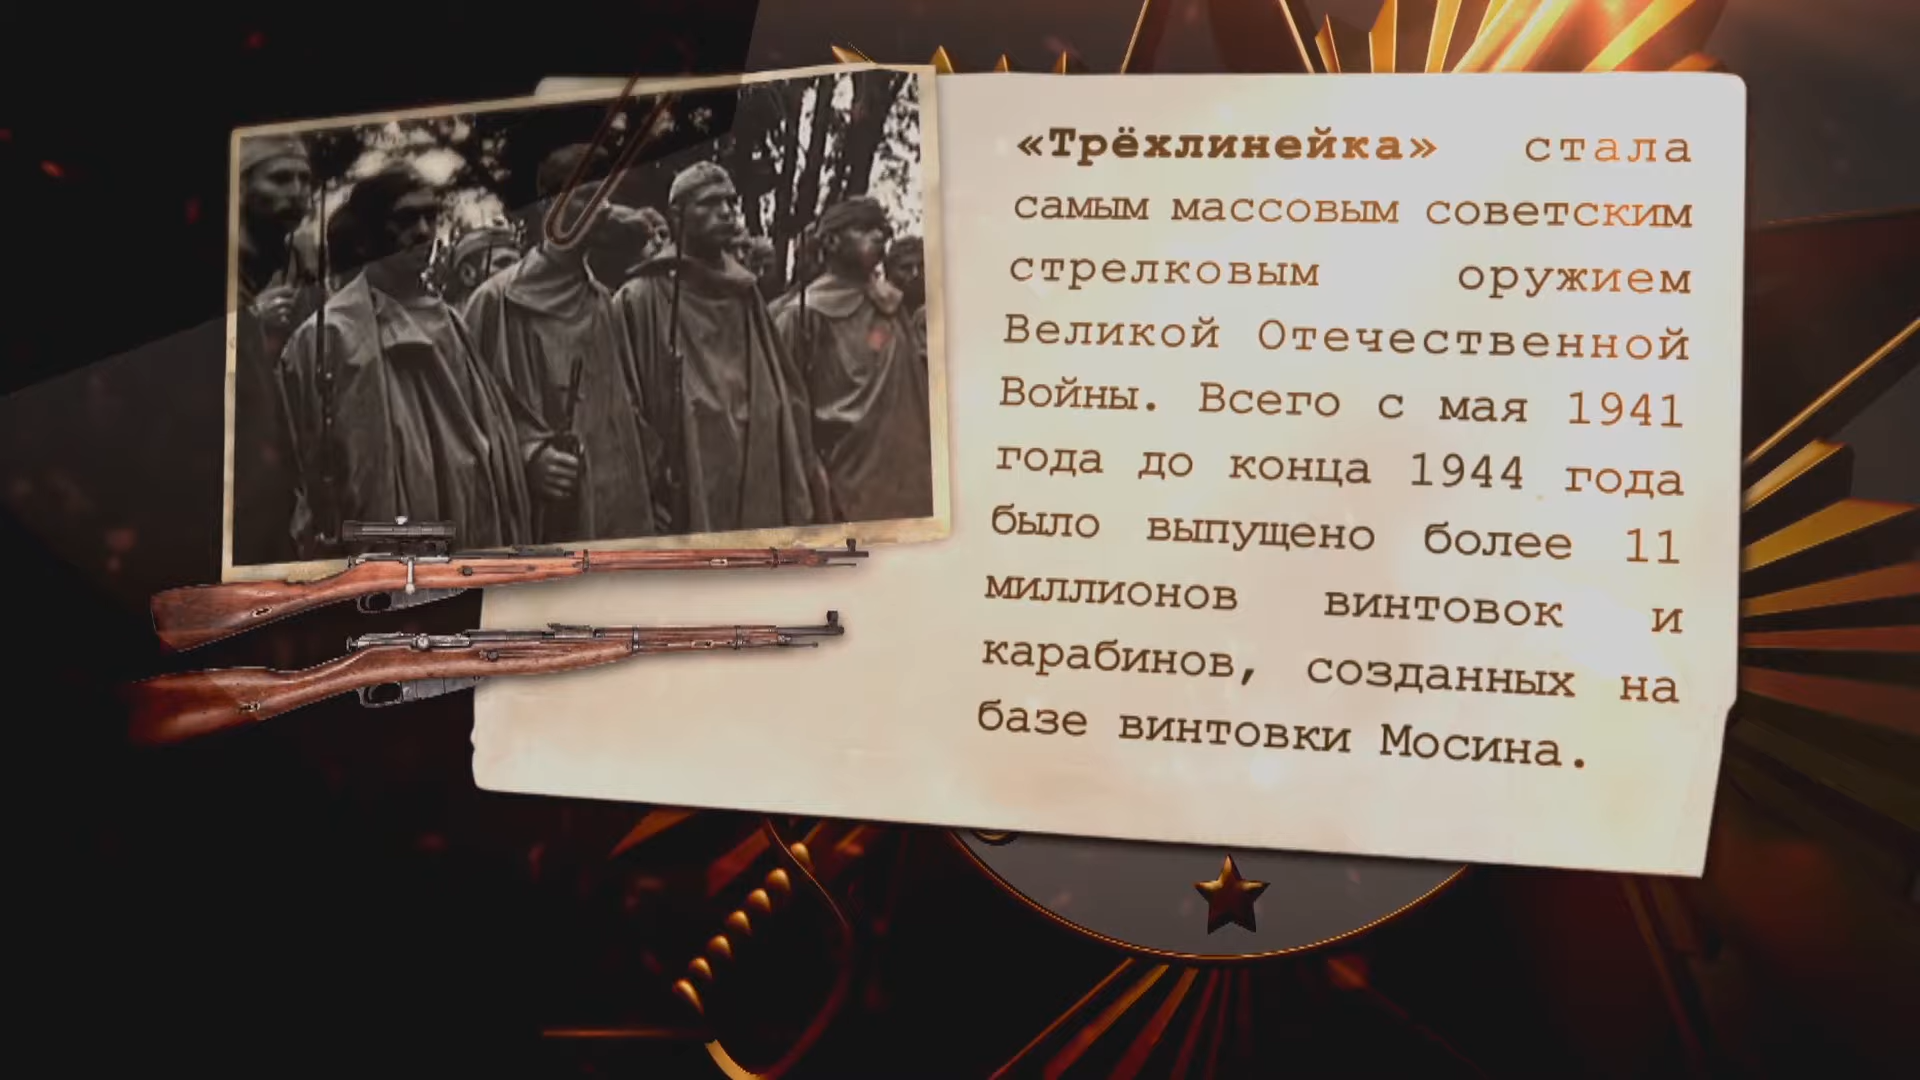 «Трёхлинейка» стала
самым массовым советским
стрелковым оружием
Великой Отечественной
Войны. Всего с мая 1941
года до конца 1944 года
было выпущено более 11
миллионов винтовок и
карабинов, созданных на
базе винтовки Мосина.